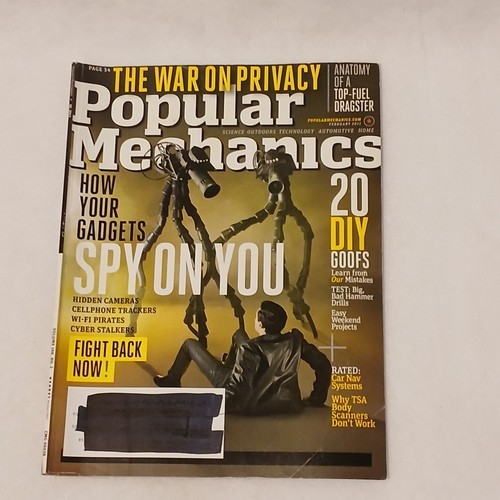 PAGE 54
THE WAR ON PRIVACY
ANATOMY
OF A
TOP-FUEL
DRAGSTER
Popular
Mechanics
POPULARMECHANICS.COM
FEBRUARY 2011
SCIENCE OUTDOORS TECHNOLOGY AUTOMOTIVE HOME
HOW
YOUR
GADGETS
SPY ON YOU
HIDDEN CAMERAS
CELLPHONE TRACKERS
WI-FI PIRATES
CYBER STALKERS
FIGHT BACK
NOW!
20
DIY
GOOFS
Learn from
Our Mistakes
TEST: Big,
Bad Hammer
Drills
Easy
Weekend
Projects
+
RATED:
Car Nav
Systems
Why TSA
Body
Scanners
Don't Work